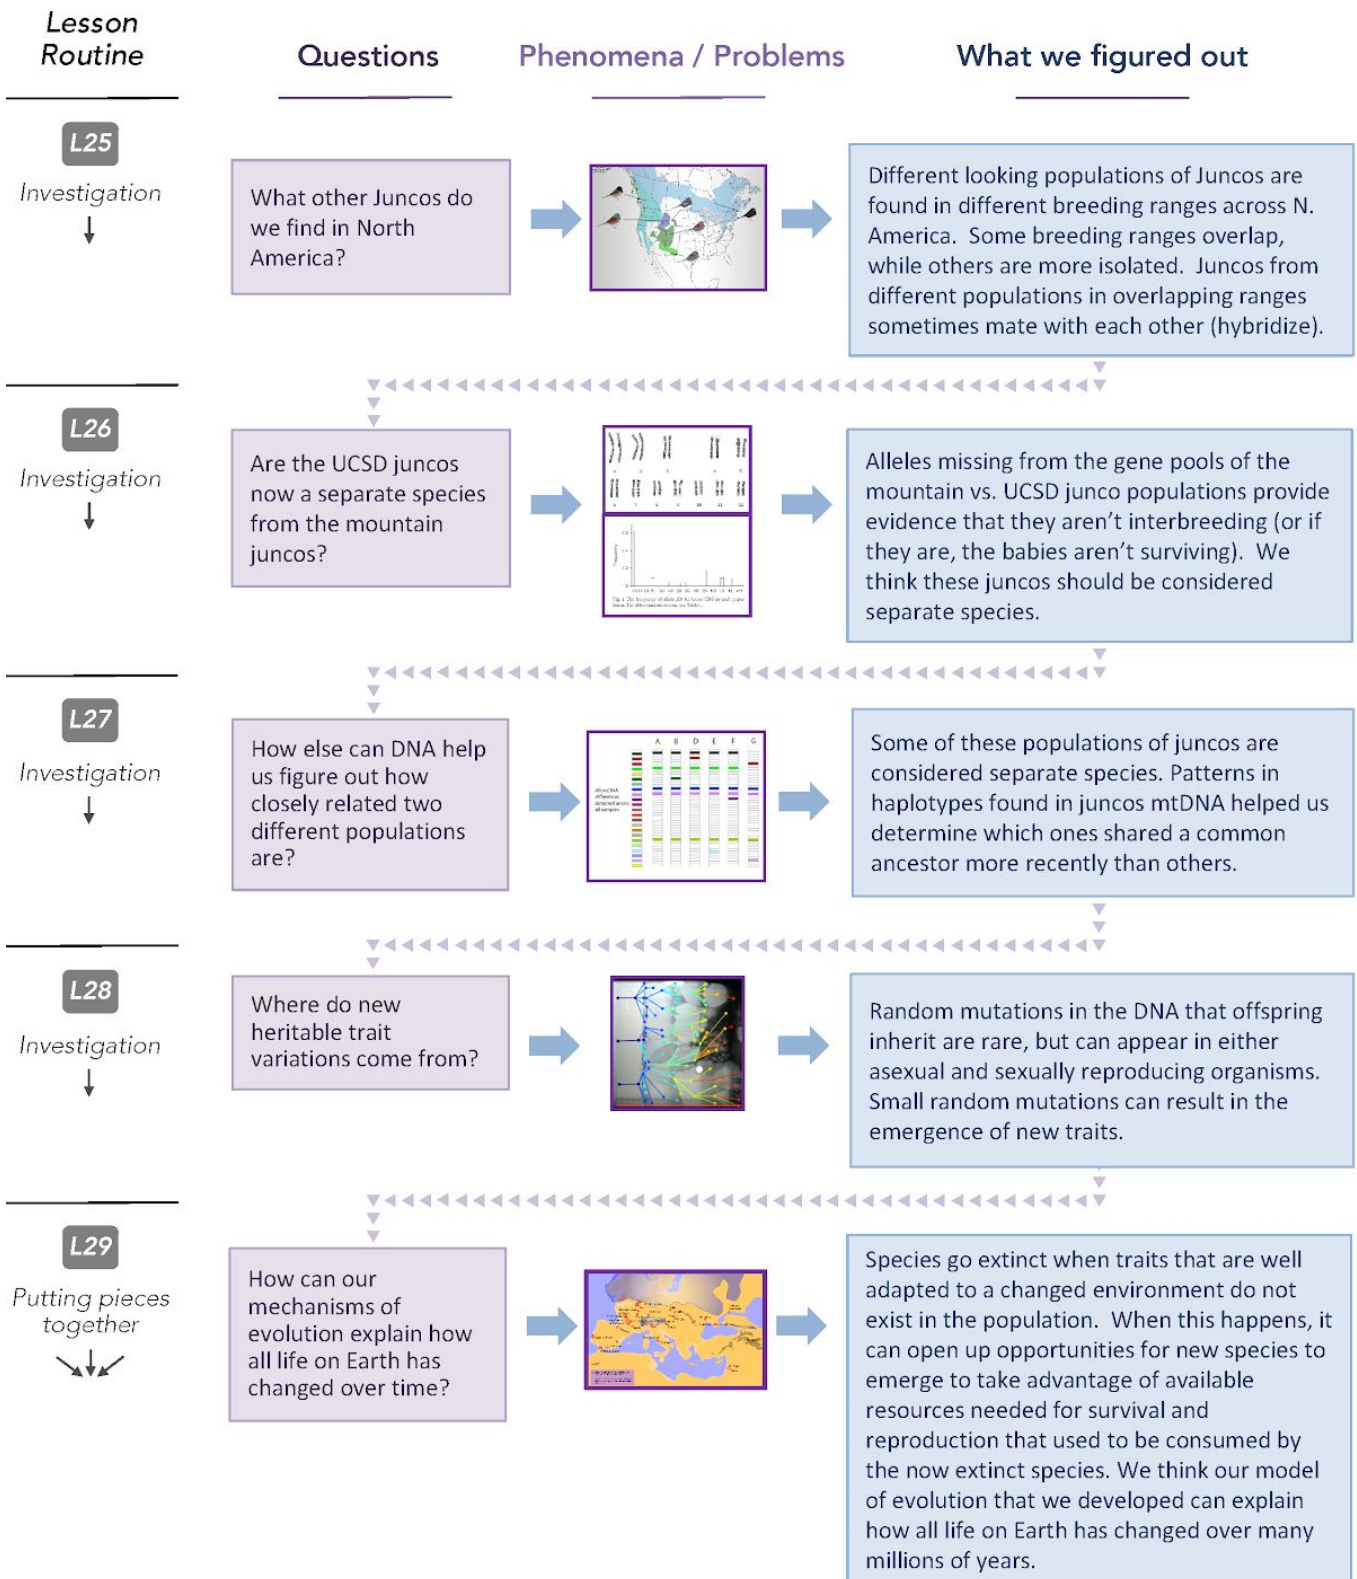 Lesson
Routine
Questions
Phenomena / Problems
What we figured out
L25
Investigation
What other Juncos do
we find in North
America?
Different looking populations of Juncos are
found in different breeding ranges across N.
America.  Some breeding ranges overlap,
while others are more isolated.  Juncos from
different populations in overlapping ranges
sometimes mate with each other (hybridize).
L26
Investigation
Are the UCSD juncos
now a separate species
from the mountain
juncos?
Frequency
Alleles missing from the gene pools of the
mountain vs. UCSD junco populations provide
evidence that they aren’t interbreeding (or if
they are, the babies aren’t surviving).  We
think these juncos should be considered
separate species.
L27
Investigation
How else can DNA help
us figure out how
closely related two
different populations
are?
A B D E F G
All mtDNA
differences
detected across
all samples
Some of these populations of juncos are
considered separate species. Patterns in
haplotypes found in juncos mtDNA helped us
determine which ones shared a common
ancestor more recently than others.
L28
Investigation
Where do new
heritable trait
variations come from?
Random mutations in the DNA that offspring
inherit are rare, but can appear in either
asexual and sexually reproducing organisms.
Small random mutations can result in the
emergence of new traits.
L29
Putting pieces
together
How can our
mechanisms of
evolution explain how
all life on Earth has
changed over time?
Species go extinct when traits that are well
adapted to a changed environment do not
exist in the population.  When this happens, it
can open up opportunities for new species to
emerge to take advantage of available
resources needed for survival and
reproduction that used to be consumed by
the now extinct species. We think our model
of evolution that we developed can explain
how all life on Earth has changed over many
millions of years.